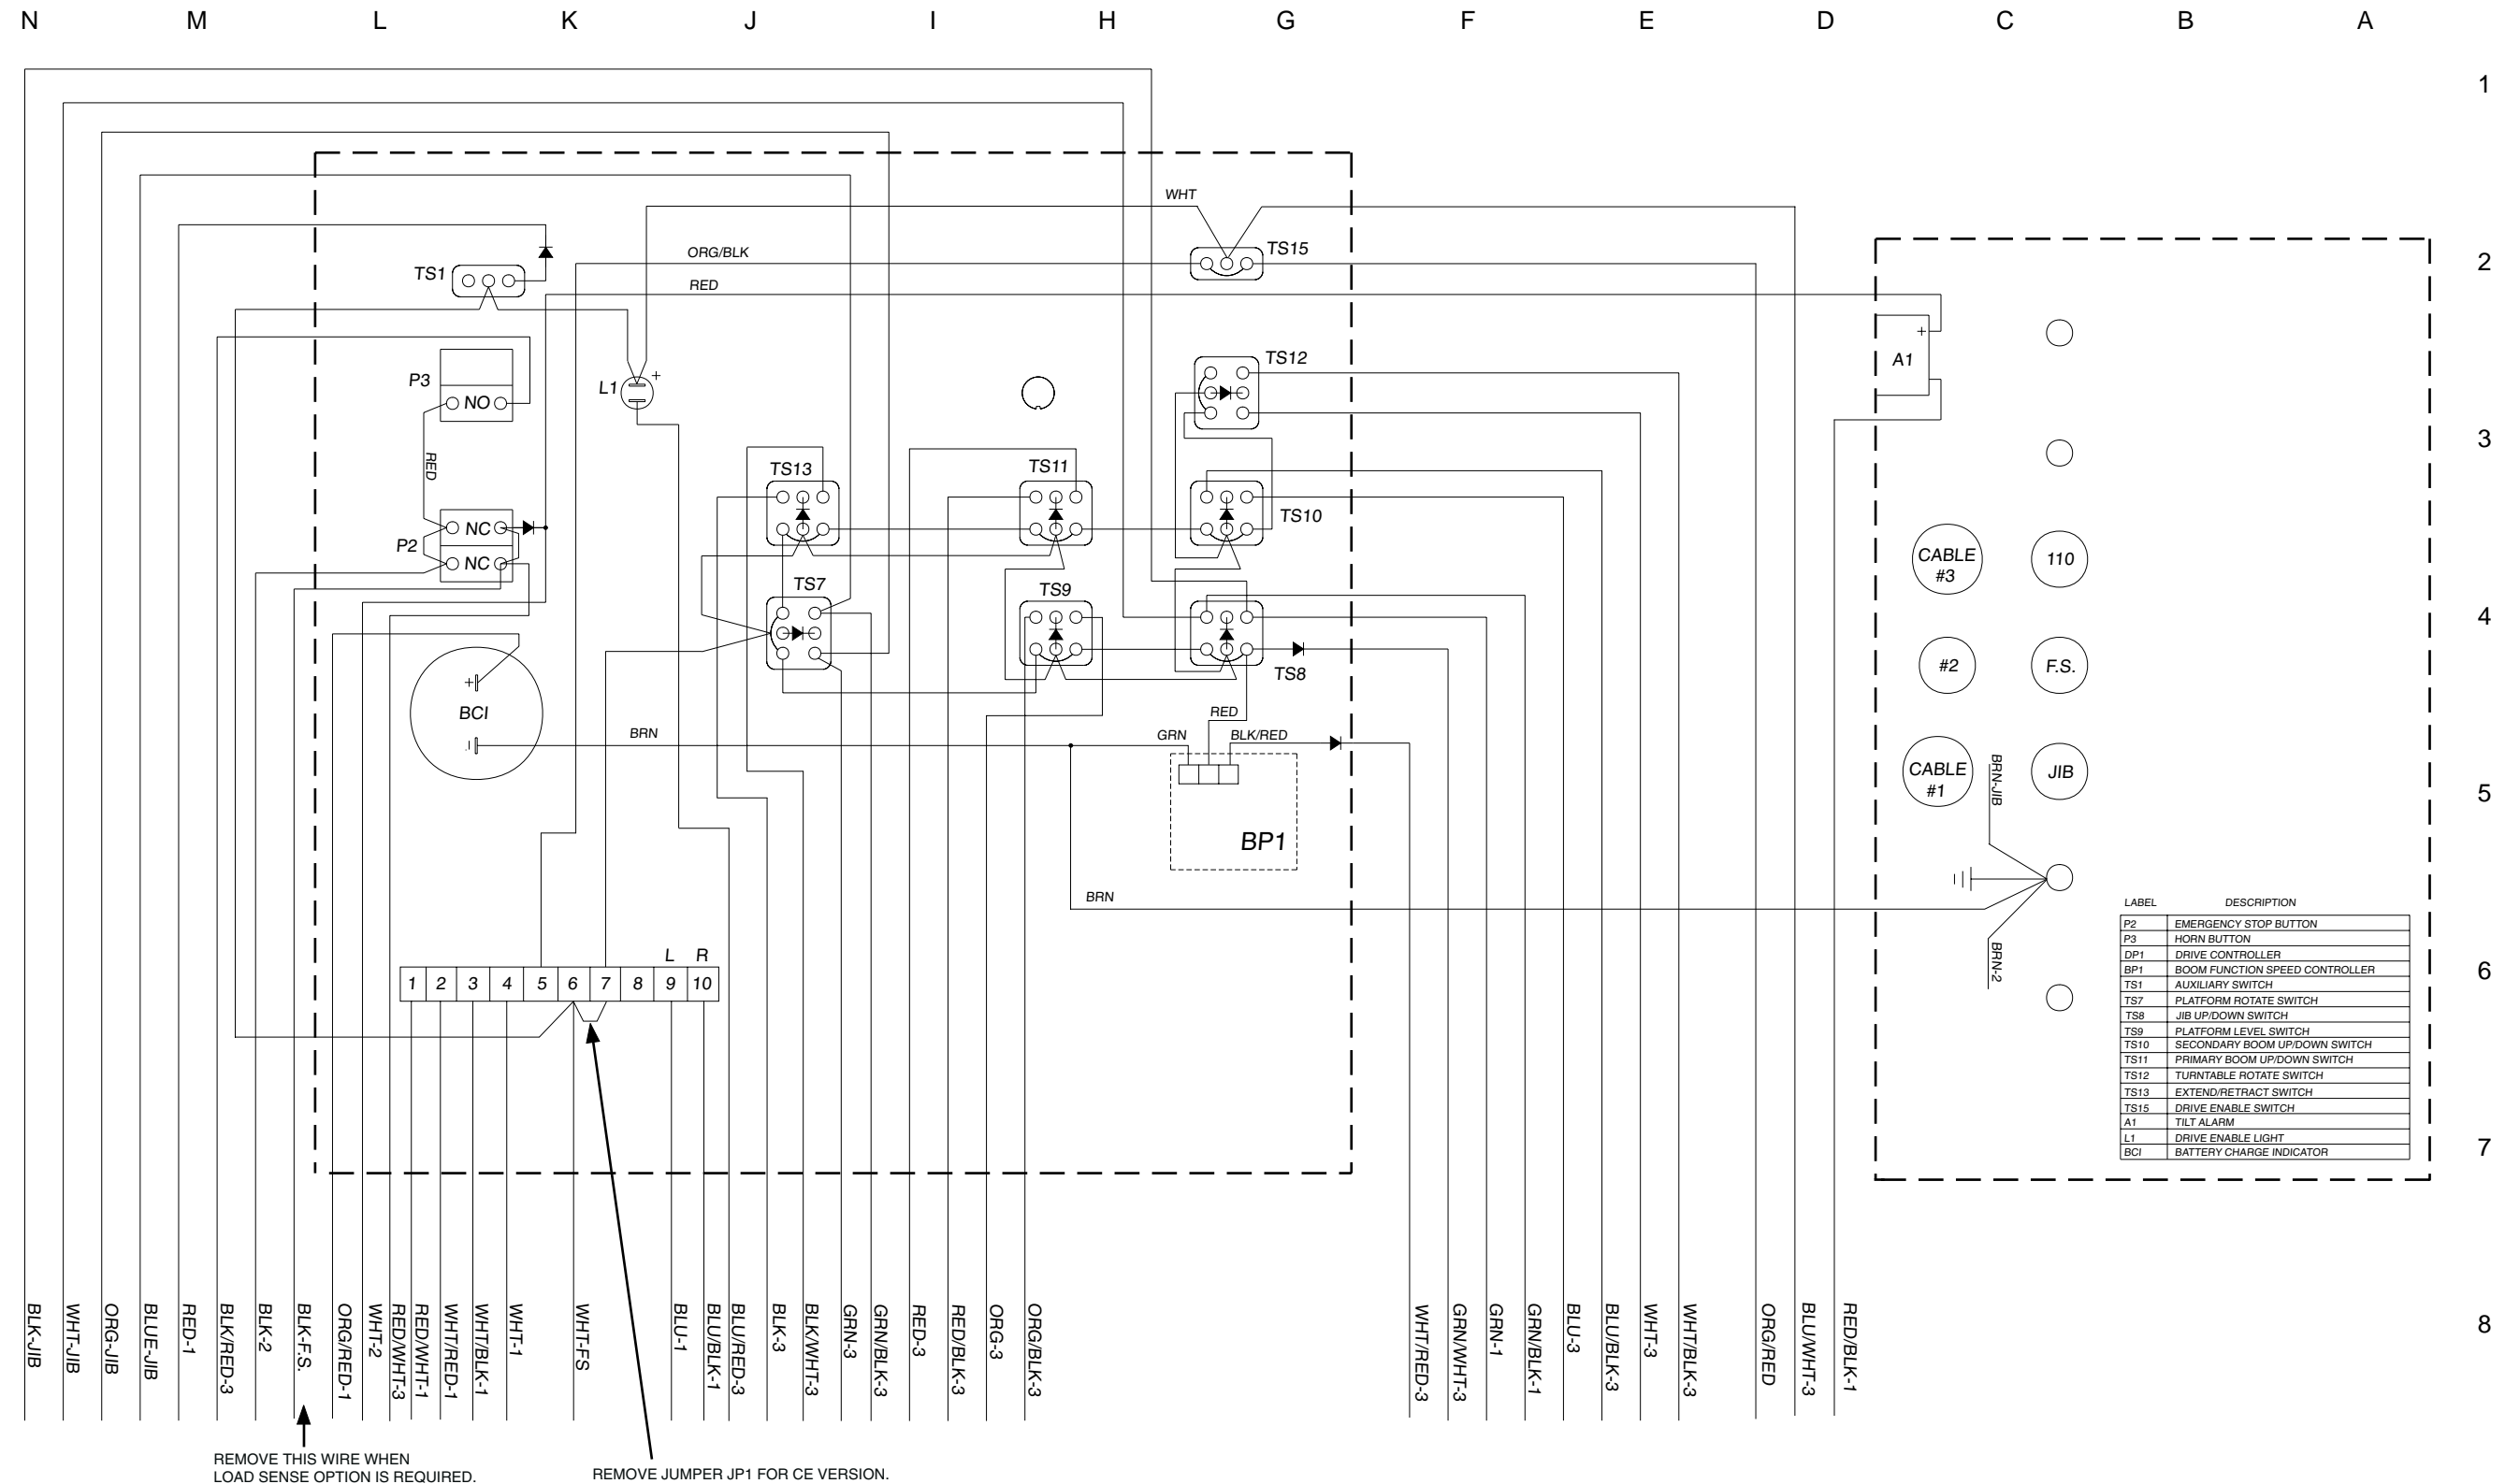 N M L K J I H G F E D C B A
1
WHT
TS15
ORG/BLK
2
TS1
RED
TS12
+
A1
P3
L1
+
NO
3
RED
TS13
TS11
TS10
NC
P2
NC
CABLE
#3
110
TS7
TS9
4
#2
F.S.
TS8
+
BCI
RED
BRN
GRN
BLK/RED
BRN-JIB
CABLE
#1
JIB
5
BP1
BRN
LABEL DESCRIPTION
P2 EMERGENCY STOP BUTTON
P3 HORN BUTTON
DP1 DRIVE CONTROLLER
BP1 BOOM FUNCTION SPEED CONTROLLER
TS1 AUXILIARY SWITCH
TS7 PLATFORM ROTATE SWITCH
TS8 JIB UP/DOWN SWITCH
TS9 PLATFORM LEVEL SWITCH
TS10 SECONDARY BOOM UP/DOWN SWITCH
TS11 PRIMARY BOOM UP/DOWN SWITCH
TS12 TURNTABLE ROTATE SWITCH
TS13 EXTEND/RETRACT SWITCH
TS15 DRIVE ENABLE SWITCH
A1 TILT ALARM
L1 DRIVE ENABLE LIGHT
BCI BATTERY CHARGE INDICATOR
BRN-2
L R
1 2 3 4 5 6 7 8 9 10
6
7
BLK-JIB
WHT-JIB
ORG-JIB
BLUE-JIB
RED-1
BLK/RED-3
BLK-2
BLK-F.S.
ORG/RED-1
WHT-2
RED/WHT-3
RED/WHT-1
WHT/RED-1
WHT/BLK-1
WHT-1
WHT-FS
BLU-1
BLU/BLK-1
BLU/RED-3
BLK-3
BLK/WHT-3
GRN-3
GRN/BLK-3
RED-3
RED/BLK-3
ORG-3
ORG/BLK-3
WHT/RED-3
GRN/WHT-3
GRN-1
GRN/BLK-1
BLU-3
BLU/BLK-3
WHT-3
WHT/BLK-3
ORG/RED
BLU/WHT-3
RED/BLK-1
8
REMOVE THIS WIRE WHEN
LOAD SENSE OPTION IS REQUIRED.
REMOVE JUMPER JP1 FOR CE VERSION.